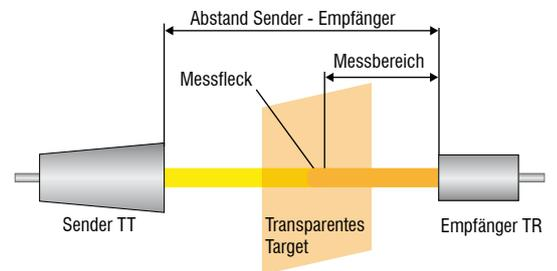 Abstand Sender - Empfänger
Messbereich
Messfleck
Sender TT
Transparentes
Target
Empfänger TR